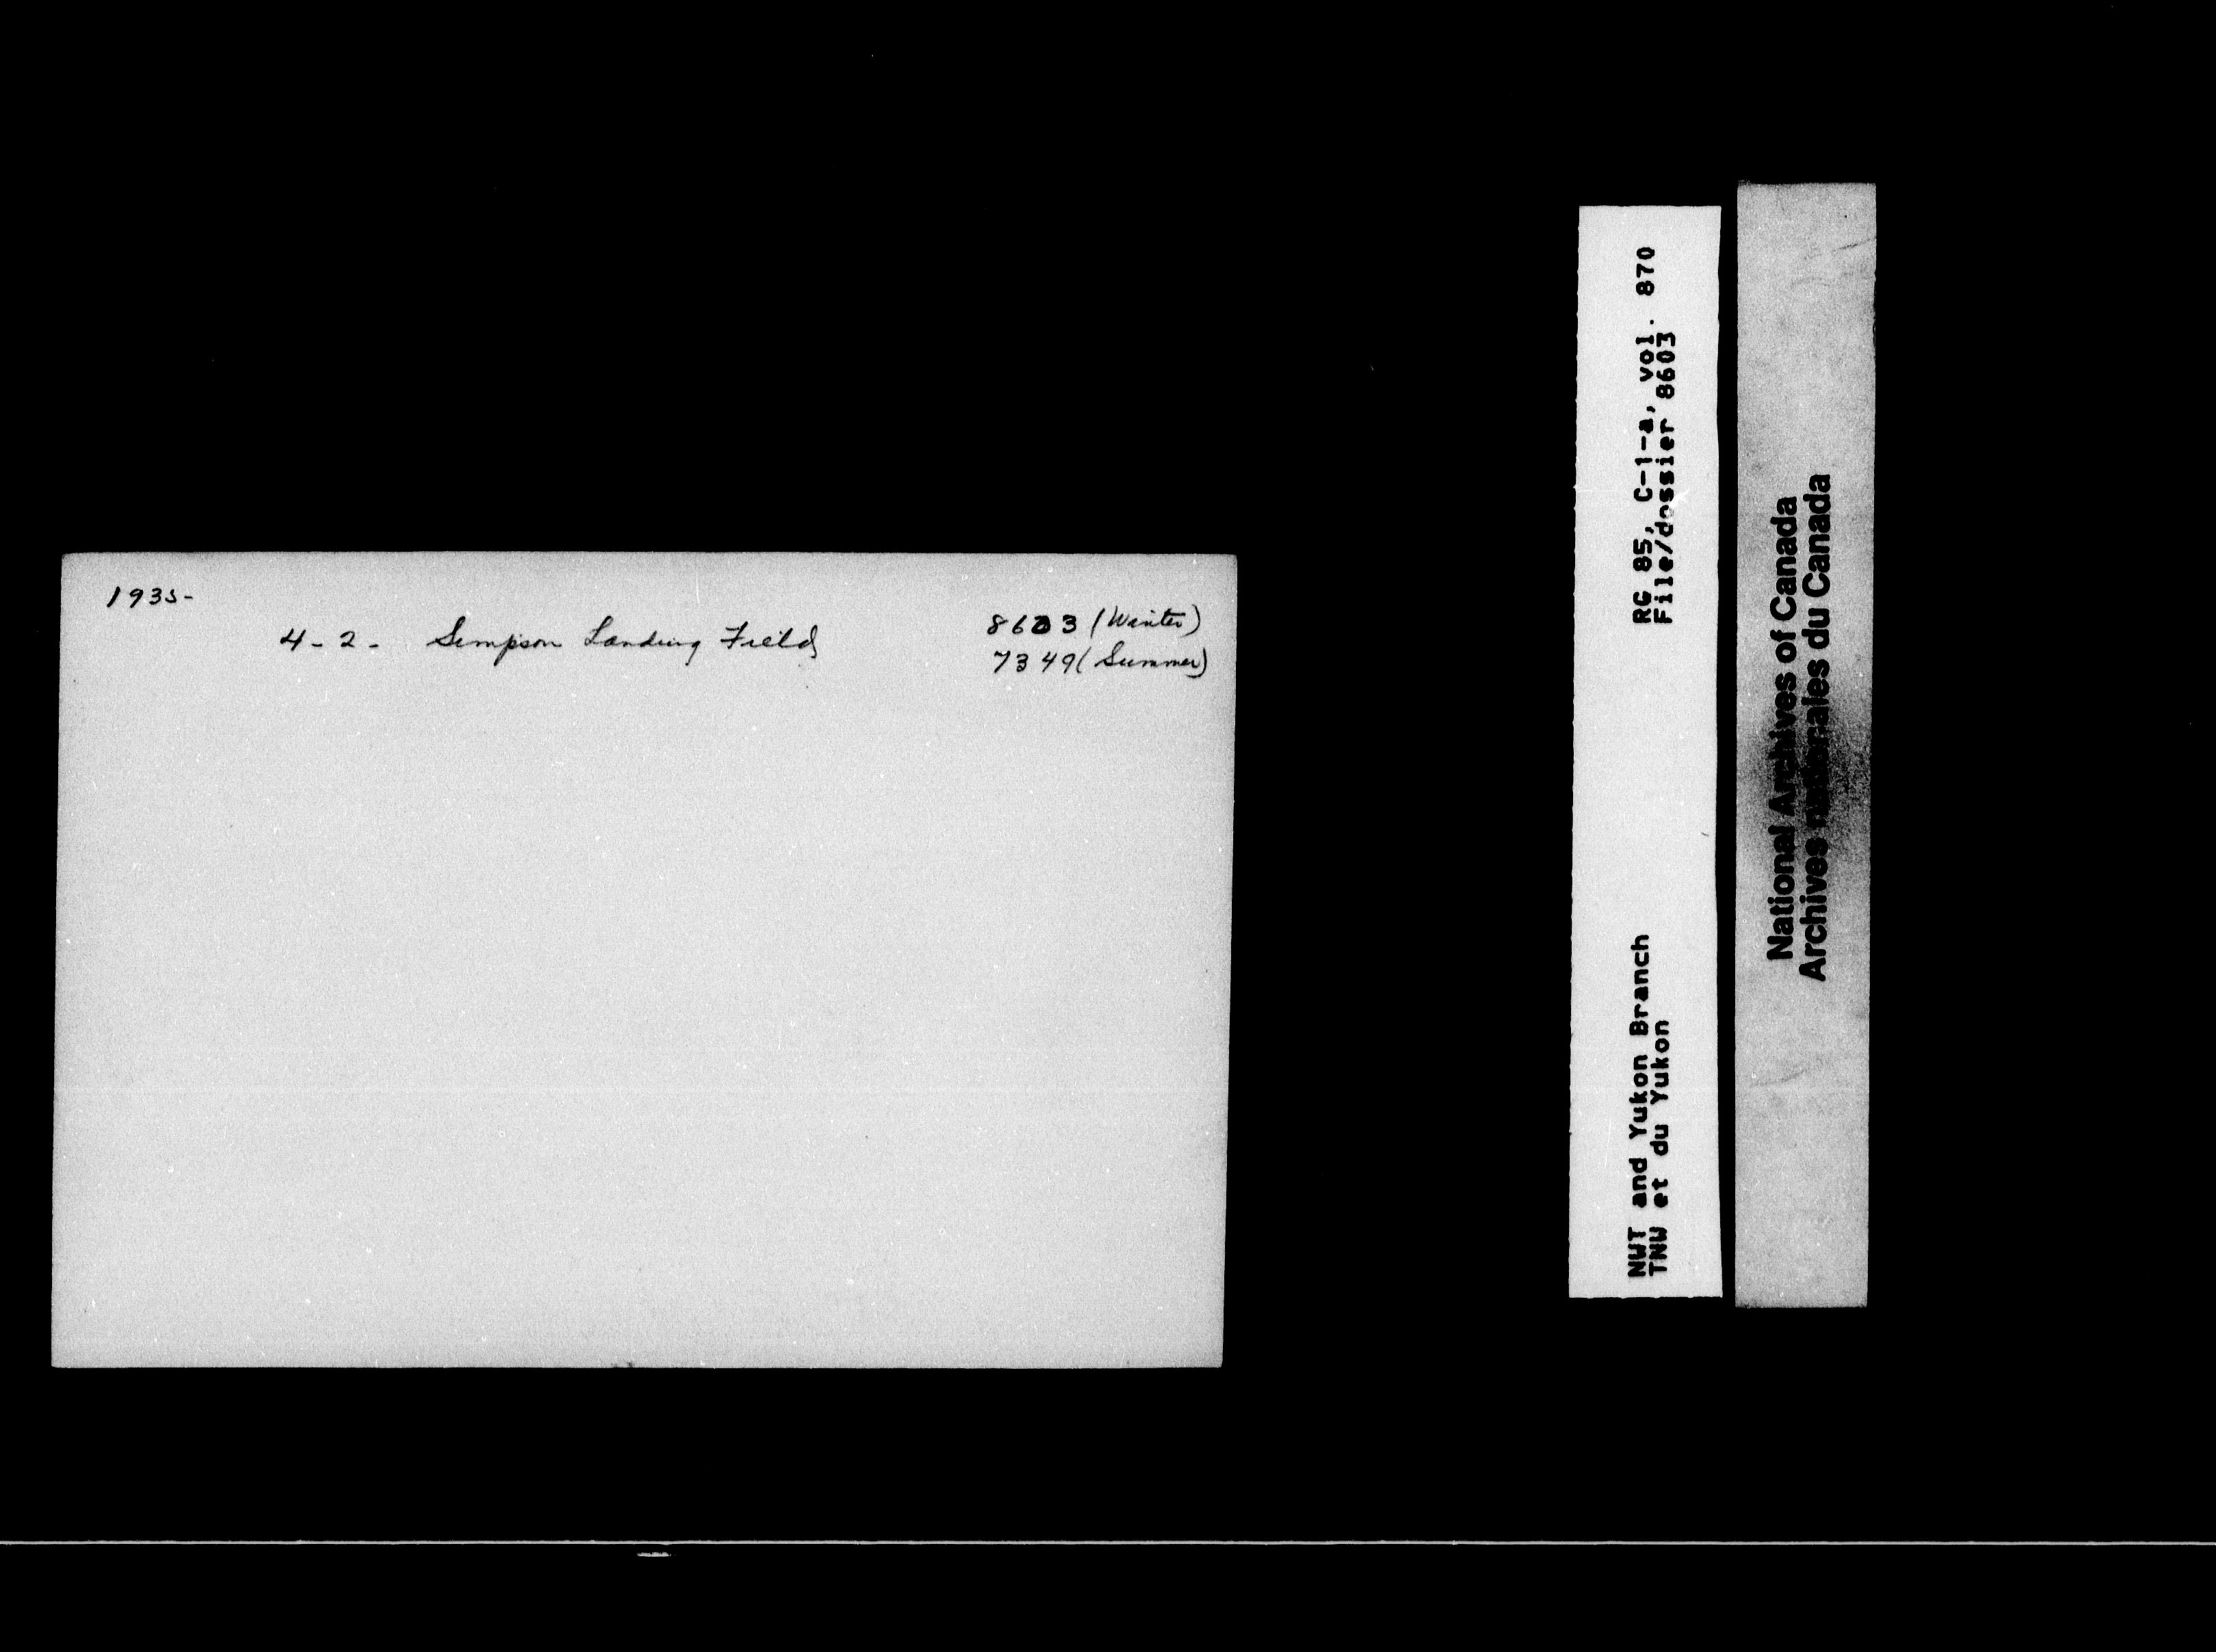 1935-
4-2- Simpson Landing Field
8603 (Winter)
7349 (Summer)
RG 85, C-1-a, vol. 870
File/dossier 8603
NWT and Yukon Branch
TNW et du Yukon
National Archives of Canada
Archives nationales du Canada